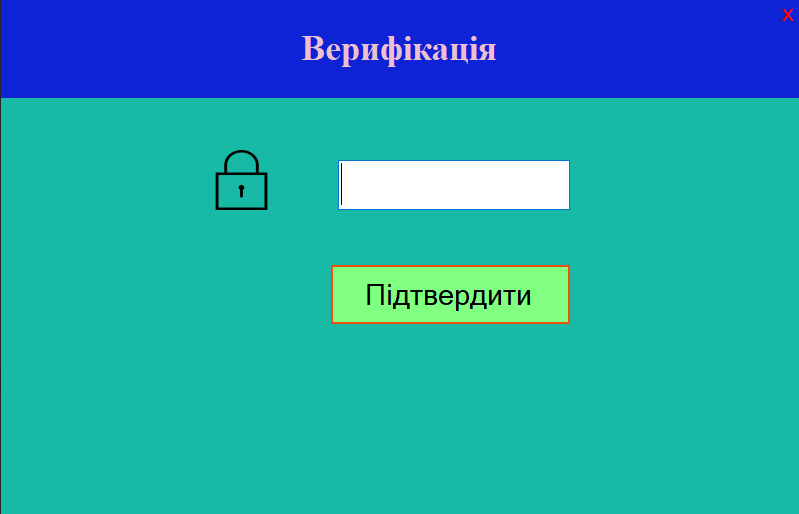 x
Верифікація
Підтвердити